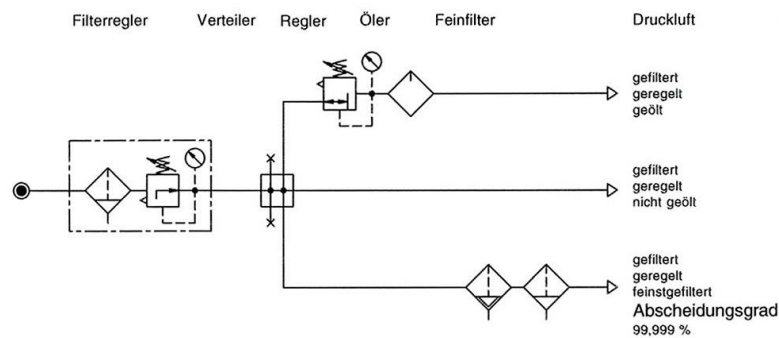 Filterregler Verteiler Regler Öler Feinfilter Druckluft
gefiltert
geregelt
geölt
gefiltert
geregelt
nicht geölt
gefiltert
geregelt
feinstgefiltert
Abscheidungsgrad
99,999 %